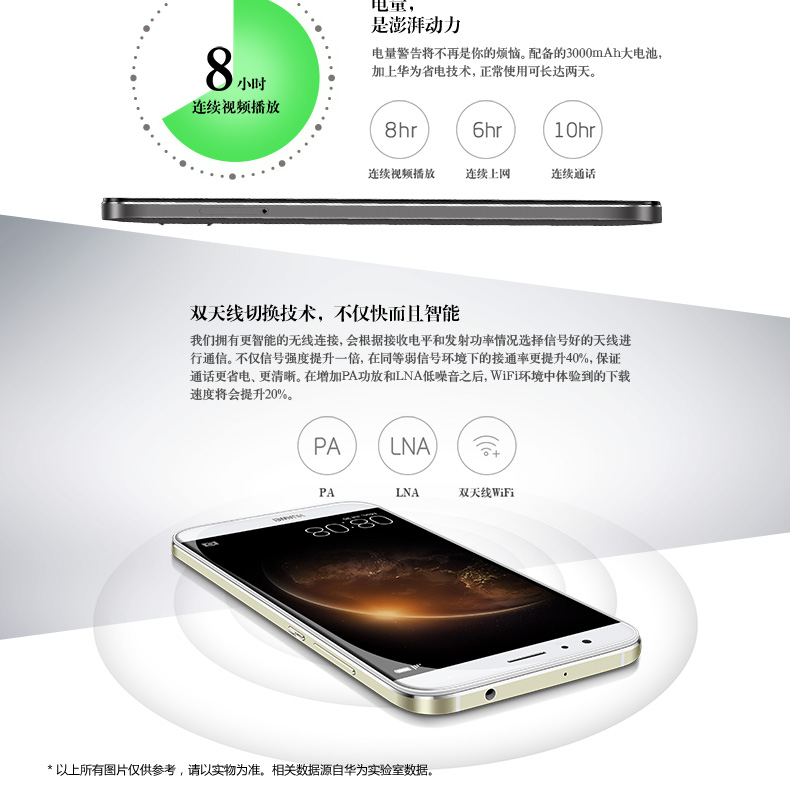 电量,
是澎湃动力
电量警告将不再是你的烦恼。配备的3000mAh大电池,
加上华为省电技术，正常使用可长达两天。
8 小时
连续视频播放
8hr 6hr 10hr
连续视频播放 连续上网 连续通话
双天线切换技术，不仅快而且智能
我们拥有更智能的无线连接，会根据接收电平和发射功率情况选择信号好的天线进
行通信。不仅信号强度提升一倍，在同等弱信号环境下的接通率更提升40%，保证
通话更省电、更清晰。在增加PA功放和LNA低噪音之后，WiFi环境中体验到的下载
速度将会提升20%。
PA LNA
PA LNA 双天线WiFi
HUAWEI
08:08
* 以上所有图片仅供参考，请以实物为准。相关数据源自华为实验室数据。